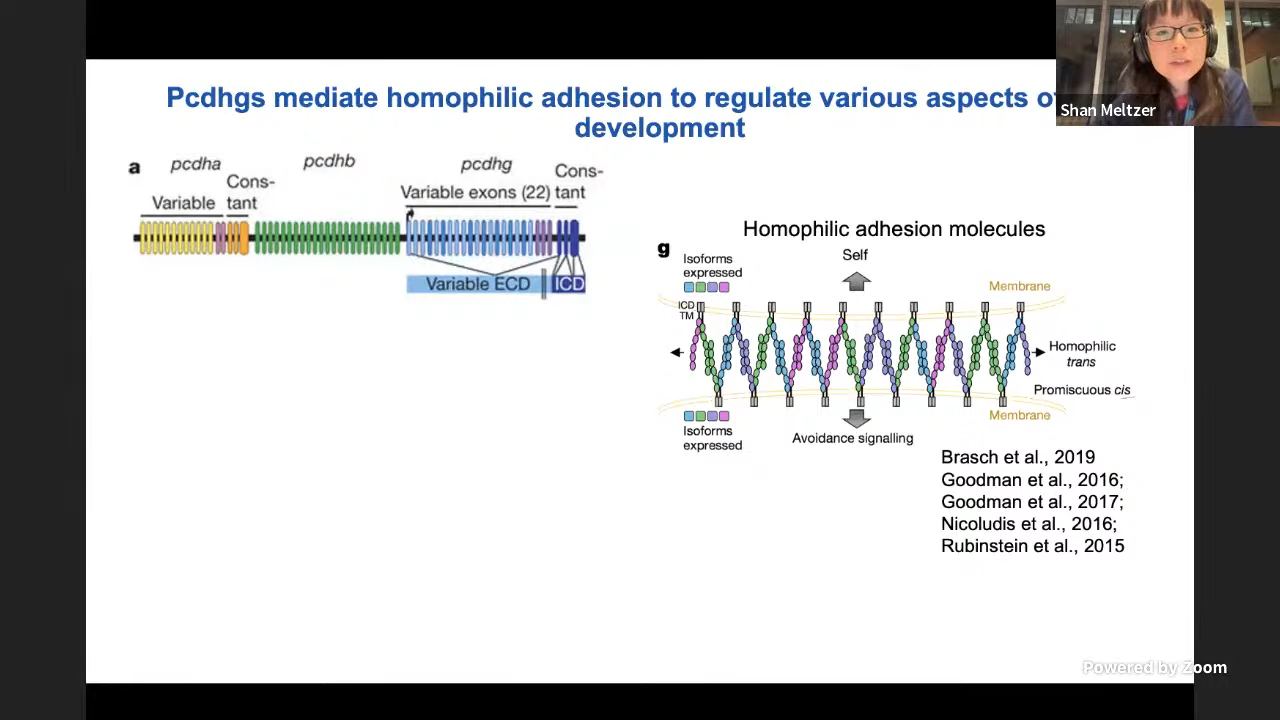 Pcdhgs mediate homophilic adhesion to regulate various aspects of
development
Shan Meltzer
a
pcdha
pcdhb
pcdhg
Variable
Cons-
tant
Variable exons (22)
Cons-
tant
Variable ECD
ICD
Homophilic adhesion molecules
g
Isoforms
expressed
Self
Membrane
ICD
TM
Homophilic
trans
Promiscuous cis
Isoforms
expressed
Avoidance signalling
Membrane
Brasch et al., 2019
Goodman et al., 2016;
Goodman et al., 2017;
Nicoludis et al., 2016;
Rubinstein et al., 2015
Powered by Zoom